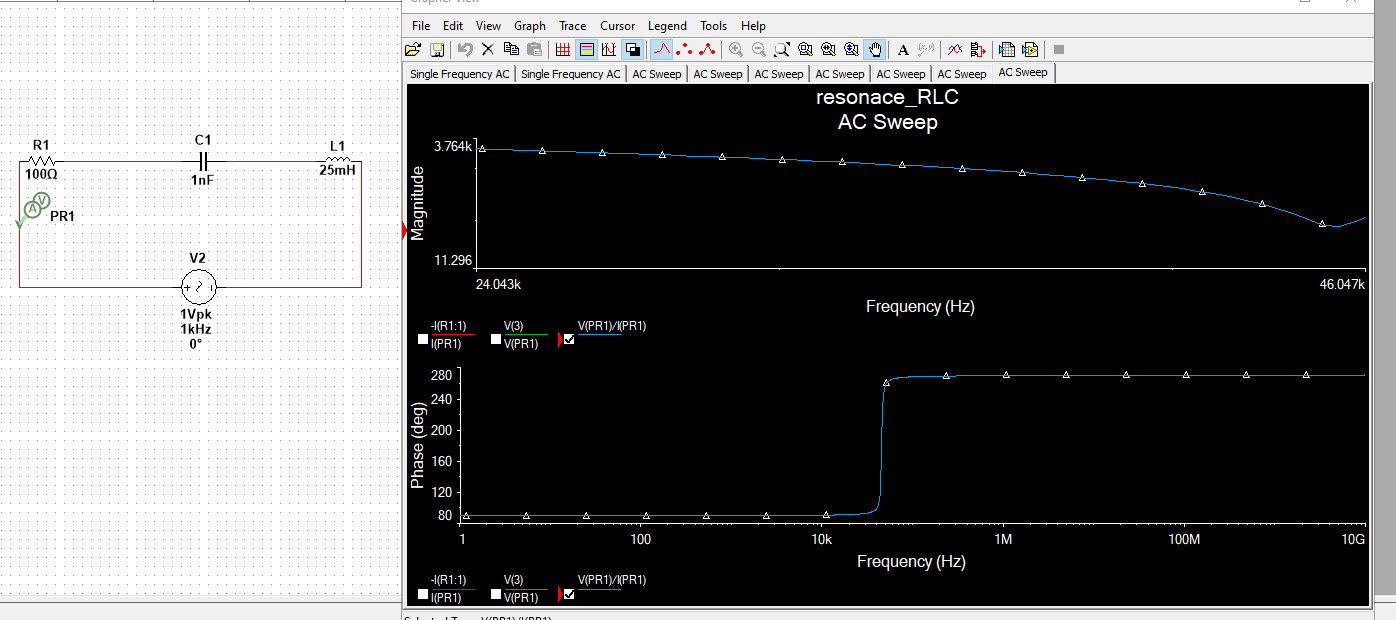 Grapher View
File Edit View Graph Trace Cursor Legend Tools Help
Single Frequency AC Single Frequency AC AC Sweep AC Sweep AC Sweep AC Sweep AC Sweep AC Sweep AC Sweep
resonace_RLC
AC Sweep
3.764k
Magnitude
11.296
24.043k 46.047k
Frequency (Hz)
-I(R1:1) V(3) V(PR1)/I(PR1)
I(PR1) V(PR1)
280
240
200
160
120
80
Phase (deg)
1 100 10k 1M 100M 10G
Frequency (Hz)
-I(R1:1) V(3) V(PR1)/I(PR1)
I(PR1) V(PR1)
R1
100Ω
C1
1nF
L1
25mH
A V
PR1
V2
1Vpk
1kHz
0°